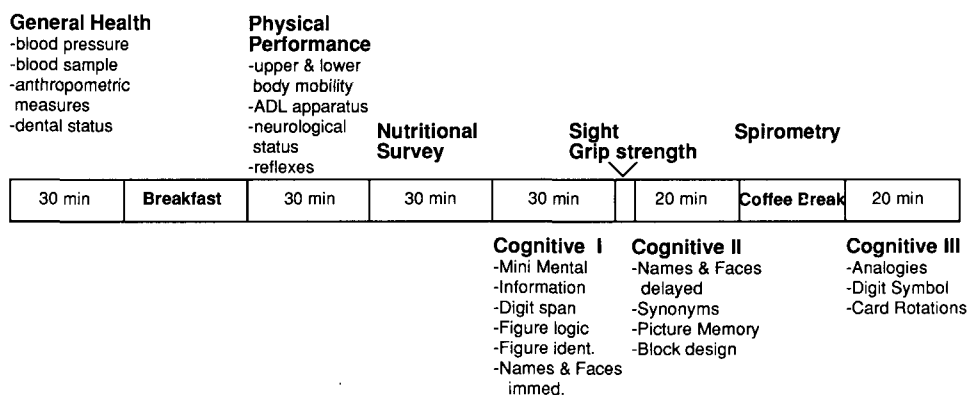 General Health
-blood pressure
-blood sample
-anthropometric
measures
-dental status
Physical
Performance
-upper & lower
body mobility
-ADL apparatus
-neurological
status
-reflexes
Nutritional
Survey
Sight
Grip strength
Spirometry
30 min
Breakfast
30 min
30 min
30 min
20 min
Coffee Break
20 min
Cognitive I
-Mini Mental
-Information
-Digit span
-Figure logic
-Figure ident.
-Names & Faces
immed.
Cognitive II
-Names & Faces
delayed
-Synonyms
-Picture Memory
-Block design
Cognitive III
-Analogies
-Digit Symbol
-Card Rotations